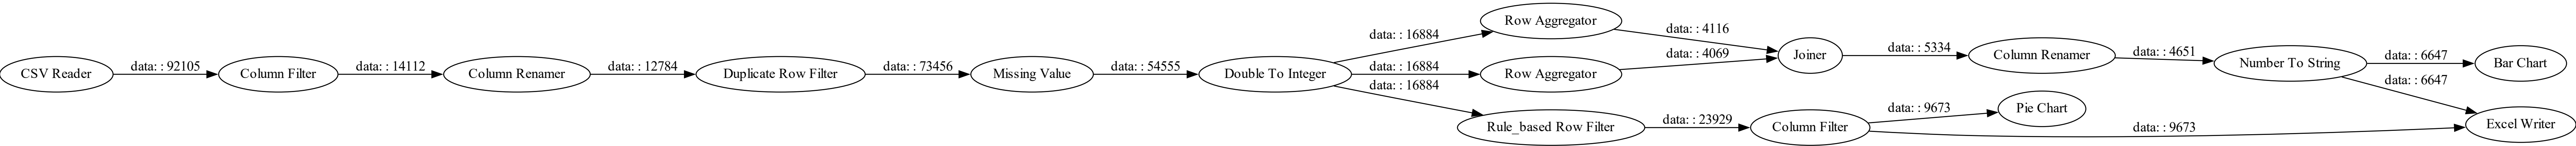 CSV Reader
data: : 92105
Column Filter
data: : 14112
Column Renamer
data: : 12784
Duplicate Row Filter
data: : 73456
Missing Value
data: : 54555
Double To Integer
data: : 16884
Row Aggregator
data: : 4116
data: : 16884
Row Aggregator
data: : 4069
data: : 16884
Rule_based Row Filter
data: : 23929
Joiner
data: : 5334
Column Renamer
data: : 4651
Number To String
data: : 6647
Bar Chart
data: : 6647
Column Filter
data: : 9673
Pie Chart
data: : 9673
Excel Writer